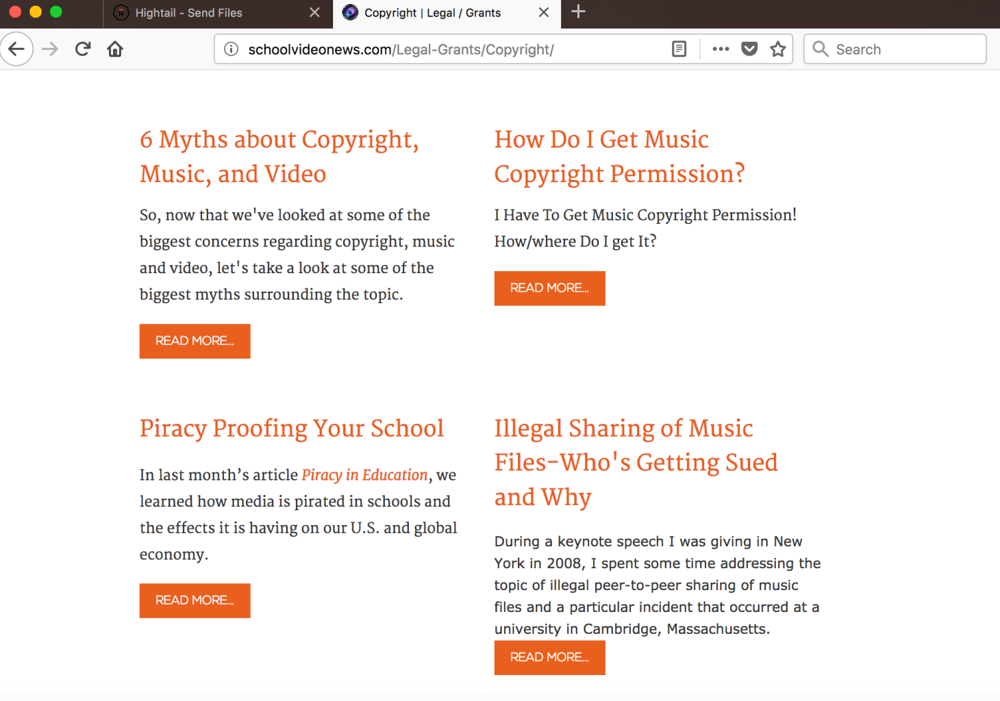 Hightail - Send Files
Copyright | Legal / Grants
schoolvideonews.com/Legal-Grants/Copyright/
Search
6 Myths about Copyright,
Music, and Video
So, now that we've looked at some of the
biggest concerns regarding copyright, music
and video, let's take a look at some of the
biggest myths surrounding the topic.
READ MORE...
How Do I Get Music
Copyright Permission?
I Have To Get Music Copyright Permission!
How/where Do I get It?
READ MORE...
Piracy Proofing Your School
In last month’s article Piracy in Education, we
learned how media is pirated in schools and
the effects it is having on our U.S. and global
economy.
READ MORE...
Illegal Sharing of Music
Files-Who's Getting Sued
and Why
During a keynote speech I was giving in New
York in 2008, I spent some time addressing the
topic of illegal peer-to-peer sharing of music
files and a particular incident that occurred at a
university in Cambridge, Massachusetts.
READ MORE...